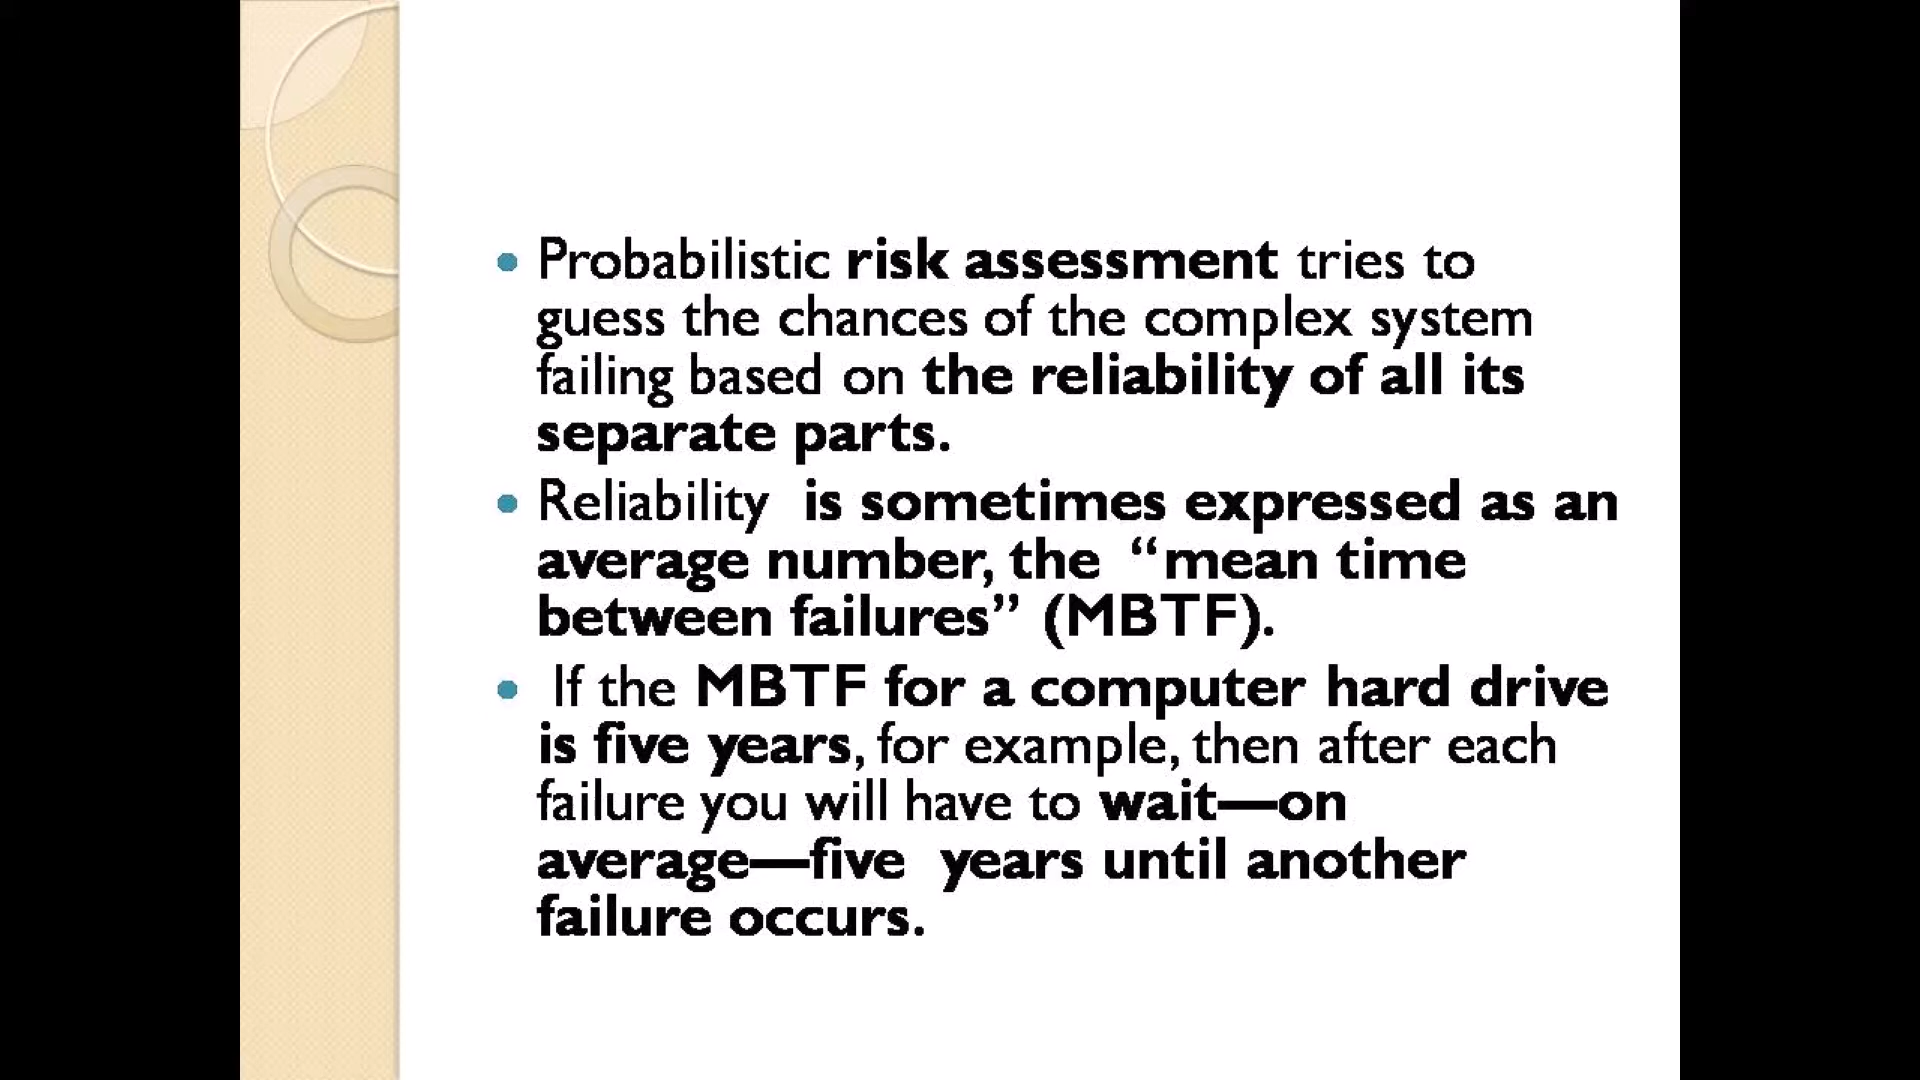 Probabilistic risk assessment tries to
guess the chances of the complex system
failing based on the reliability of all its
separate parts.
Reliability is sometimes expressed as an
average number, the “mean time
between failures” (MBTF).
If the MBTF for a computer hard drive
is five years, for example, then after each
failure you will have to wait—on
average—five years until another
failure occurs.